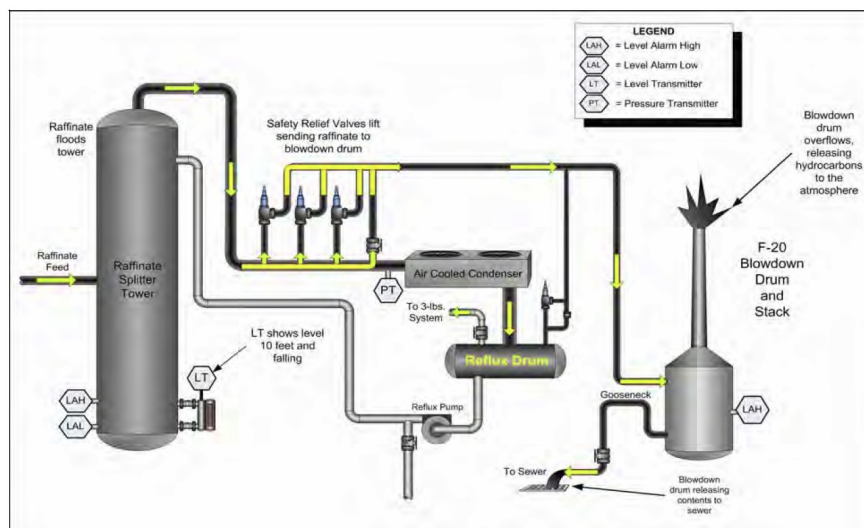 LEGEND
LAH = Level Alarm High
LAL = Level Alarm Low
LT = Level Transmitter
PT = Pressure Transmitter
Raffinate
floods
tower
Safety Relief Valves lift
sending raffinate to
blowdown drum
Blowdown
drum
overflows,
releasing
hydrocarbons
to the
atmosphere
Raffinate
Feed
Raffinate
Splitter
Tower
Air Cooled Condenser
PT
To 3-lbs.
System
F-20
Blowdown
Drum
and
Stack
LT shows level
10 feet and
falling
LT
Reflux Drum
LAH
LAL
Reflux Pump
Gooseneck
LAH
To Sewer
Blowdown
drum releasing
contents to
sewer